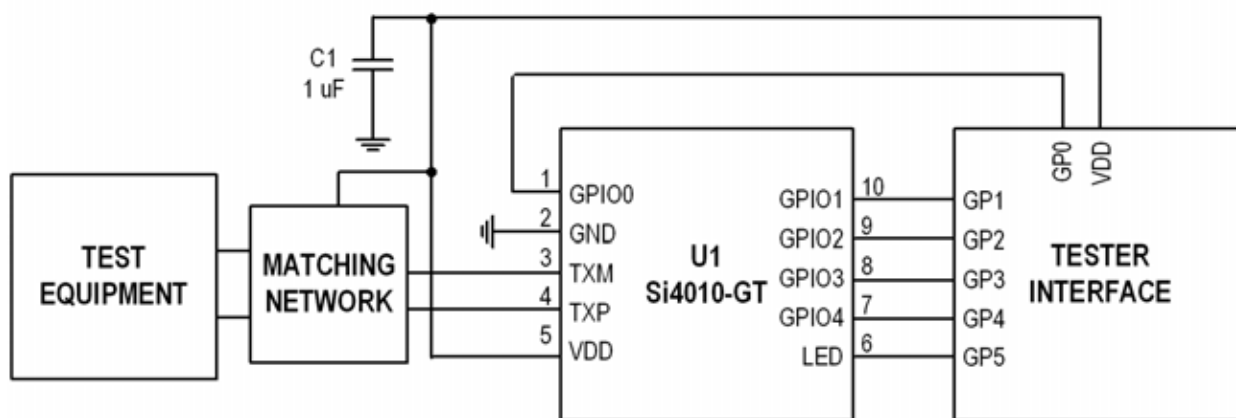 C1
1 uF
GP0
VDD
TEST
EQUIPMENT
MATCHING
NETWORK
1
GPIO0
2
GND
3
TXM
4
TXP
5
VDD
U1
Si4010-GT
GPIO1
10
GPIO2
9
GPIO3
8
GPIO4
7
LED
6
GP1
GP2
GP3
GP4
GP5
TESTER
INTERFACE